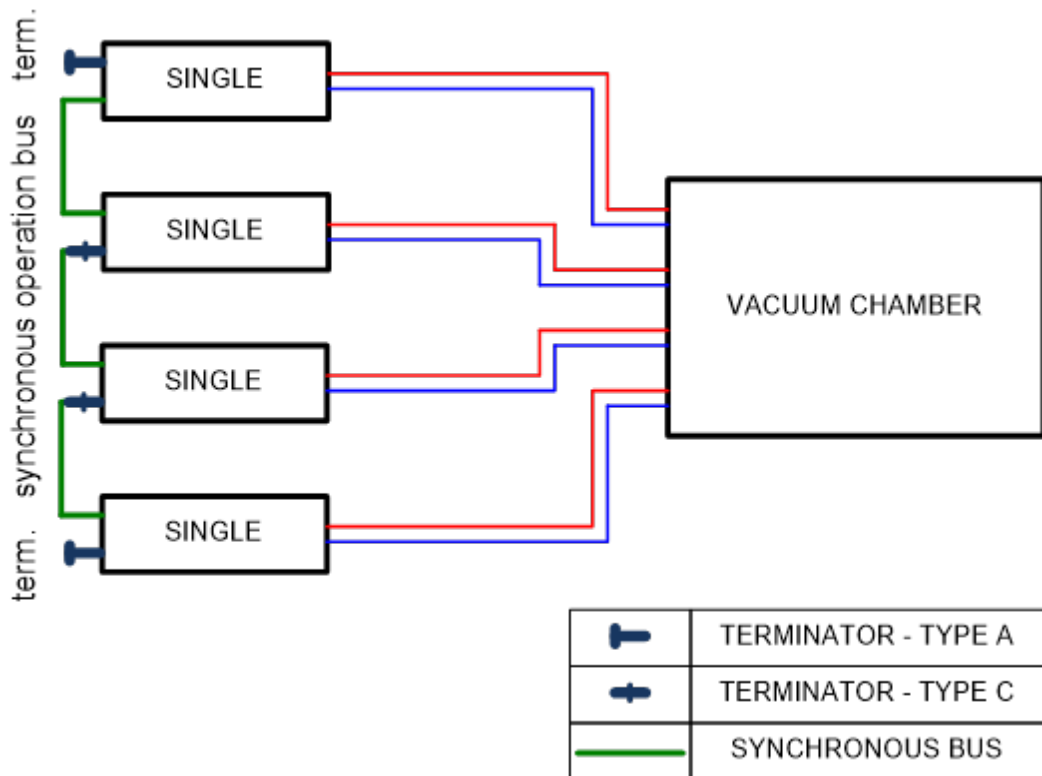 term.
SINGLE
synchronous operation bus
SINGLE
VACUUM CHAMBER
SINGLE
SINGLE
term.
TERMINATOR - TYPE A
TERMINATOR - TYPE C
SYNCHRONOUS BUS